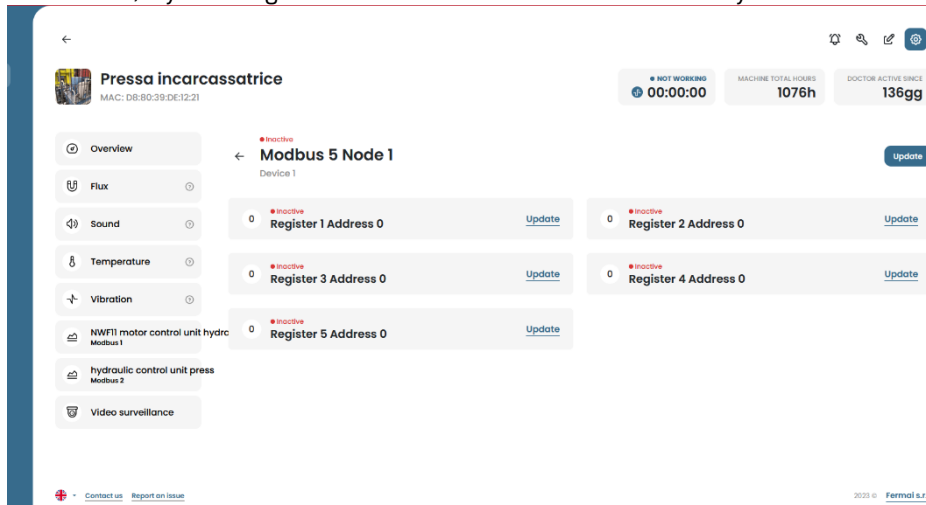 Pressa incarcassatrice
MAC: D8:80:39:DE:12:21
NOT WORKING
00:00:00
MACHINE TOTAL HOURS
1076h
DOCTOR ACTIVE SINCE
136gg
Overview
Flux
Sound
Temperature
Vibration
NWF11 motor control unit hydra
Modbus 1
hydraulic control unit press
Modbus 2
Video surveillance
Inactive
Modbus 5 Node 1
Device 1
Update
0
Inactive
Register 1 Address 0
Update
0
Inactive
Register 2 Address 0
Update
0
Inactive
Register 3 Address 0
Update
0
Inactive
Register 4 Address 0
Update
0
Inactive
Register 5 Address 0
Update
Contact us
Report an issue
2023 © Fermai s.r.